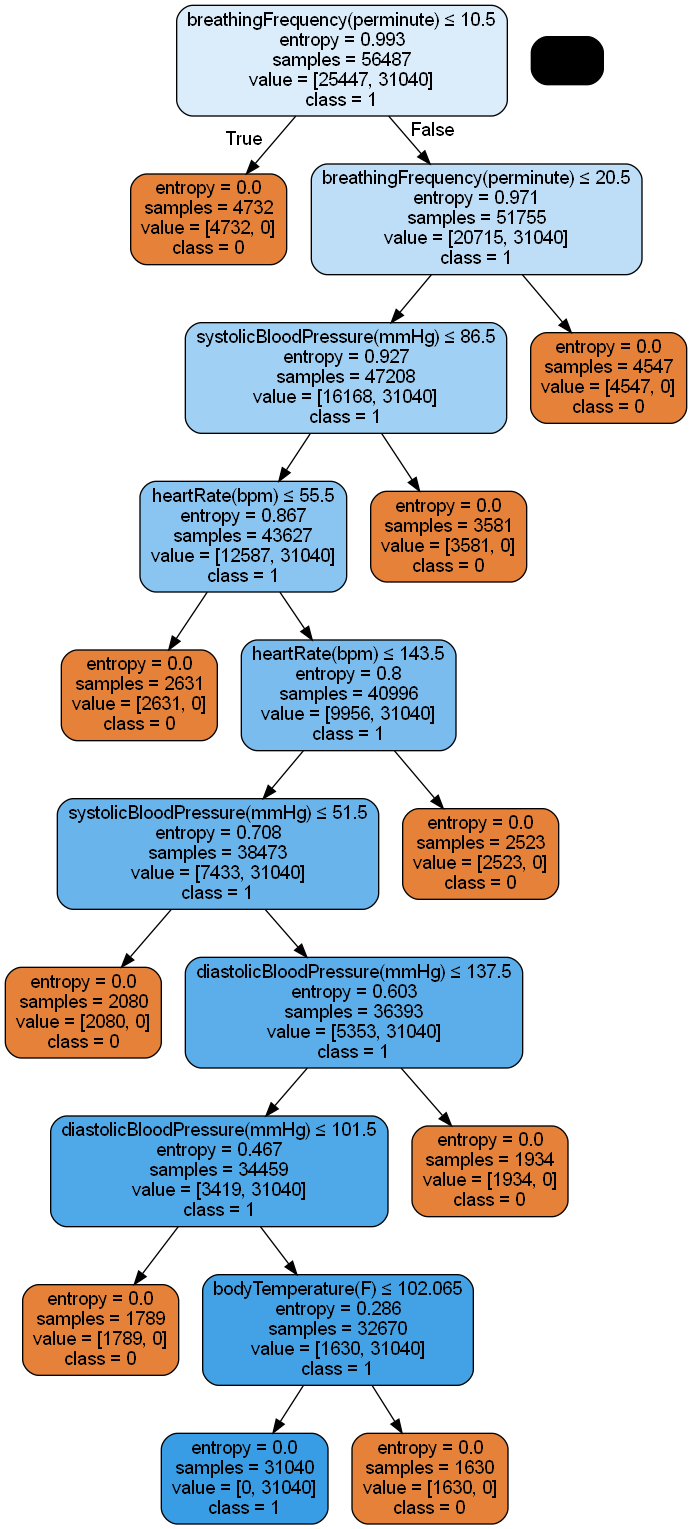 breathingFrequency(perminute) ≤ 10.5
entropy = 0.993
samples = 56487
value = [25447, 31040]
class = 1
True
False
entropy = 0.0
samples = 4732
value = [4732, 0]
class = 0
breathingFrequency(perminute) ≤ 20.5
entropy = 0.971
samples = 51755
value = [20715, 31040]
class = 1
systolicBloodPressure(mmHg) ≤ 86.5
entropy = 0.927
samples = 47208
value = [16168, 31040]
class = 1
entropy = 0.0
samples = 4547
value = [4547, 0]
class = 0
heartRate(bpm) ≤ 55.5
entropy = 0.867
samples = 43627
value = [12587, 31040]
class = 1
entropy = 0.0
samples = 3581
value = [3581, 0]
class = 0
entropy = 0.0
samples = 2631
value = [2631, 0]
class = 0
heartRate(bpm) ≤ 143.5
entropy = 0.8
samples = 40996
value = [9956, 31040]
class = 1
systolicBloodPressure(mmHg) ≤ 51.5
entropy = 0.708
samples = 38473
value = [7433, 31040]
class = 1
entropy = 0.0
samples = 2523
value = [2523, 0]
class = 0
entropy = 0.0
samples = 2080
value = [2080, 0]
class = 0
diastolicBloodPressure(mmHg) ≤ 137.5
entropy = 0.603
samples = 36393
value = [5353, 31040]
class = 1
diastolicBloodPressure(mmHg) ≤ 101.5
entropy = 0.467
samples = 34459
value = [3419, 31040]
class = 1
entropy = 0.0
samples = 1934
value = [1934, 0]
class = 0
entropy = 0.0
samples = 1789
value = [1789, 0]
class = 0
bodyTemperature(F) ≤ 102.065
entropy = 0.286
samples = 32670
value = [1630, 31040]
class = 1
entropy = 0.0
samples = 31040
value = [0, 31040]
class = 1
entropy = 0.0
samples = 1630
value = [1630, 0]
class = 0